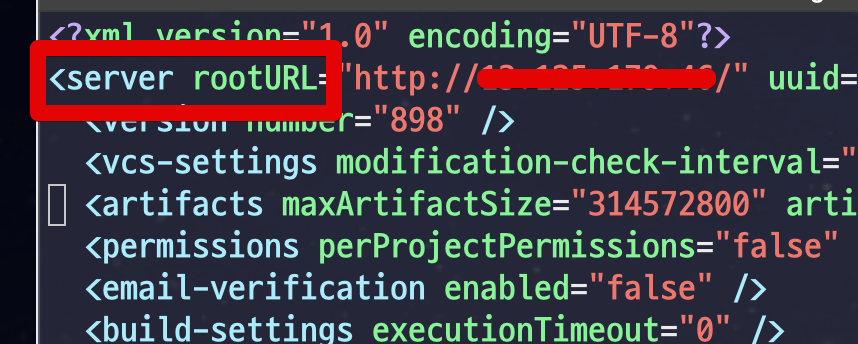 <?xml version="1.0" encoding="UTF-8"?>
<server rootURL="http:// /" uuid=
<version number="898" />
<vcs-settings modification-check-interval="
<artifacts maxArtifactSize="314572800" arti
<permissions perProjectPermissions="false"
<email-verification enabled="false" />
<build-settings executionTimeout="0" />